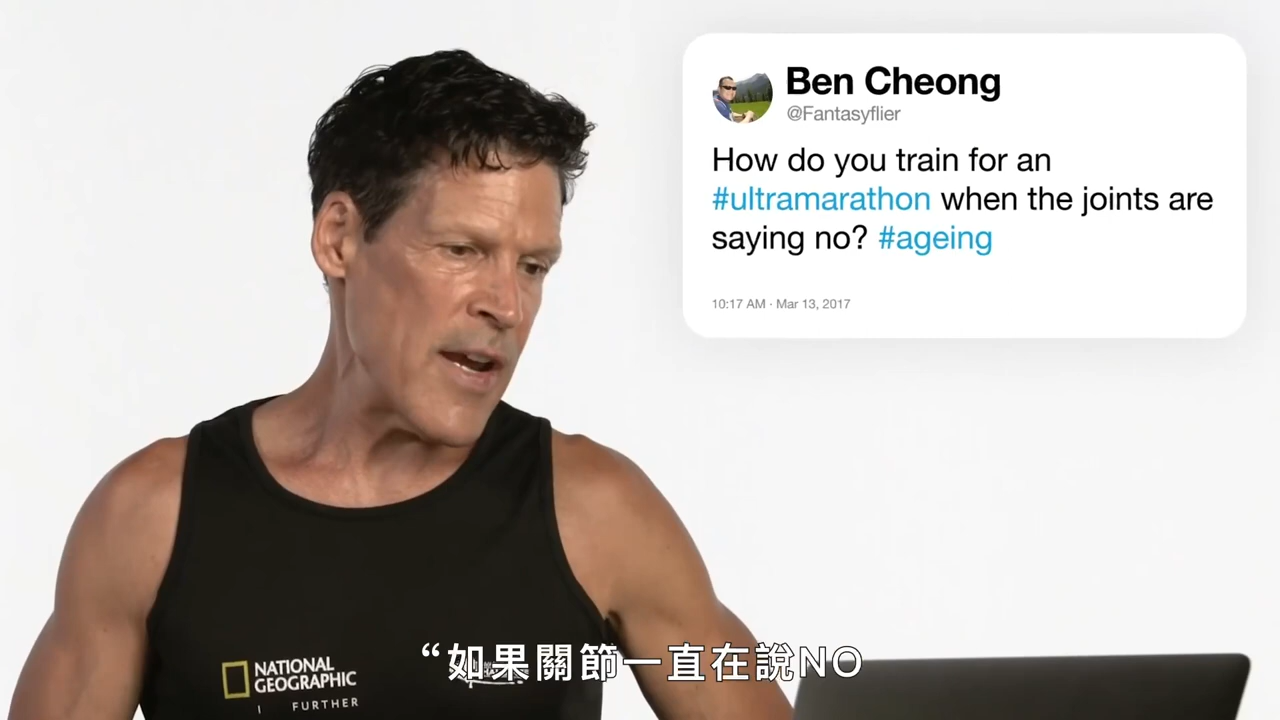 Ben Cheong
@Fantasyflier
How do you train for an
#ultramarathon when the joints are
saying no? #ageing
10:17 AM · Mar 13, 2017
NATIONAL
GEOGRAPHIC
FURTHER
“如果關節一直在說NO